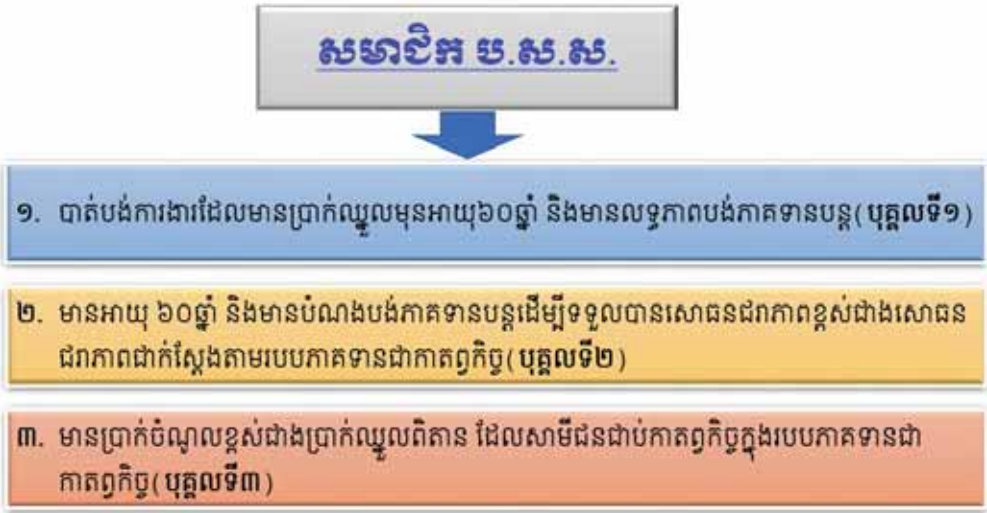 សមាជិក ប.ស.ស.
១. បាត់បង់ការងារដែលមានប្រាក់ឈ្នួលមុនអាយុ៦០ឆ្នាំ និងមានលទ្ធភាពបង់ភាគទានបន្ត(បុគ្គលទី១)
២. មានអាយុ ៦០ឆ្នាំ និងមានបំណងបង់ភាគទានបន្តដើម្បីទទួលបានសោធនជរាភាពខ្ពស់ជាងសោធន
ជរាភាពជាក់ស្តែងតាមរបបភាគទានជាកាតព្វកិច្ច(បុគ្គលទី២)
៣. មានប្រាក់ចំណូលខ្ពស់ជាងប្រាក់ឈ្នួលពិតាន ដែលសាមីជនជាប់កាតព្វកិច្ចក្នុងរបបភាគទានជា
កាតព្វកិច្ច(បុគ្គលទី៣)